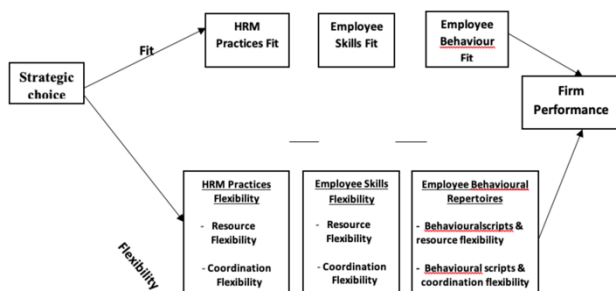 HRM
Practices Fit
Employee
Skills Fit
Employee
Behaviour
Fit
Fit
Strategic
choice
Firm
Performance
HRM Practices
Flexibility
- Resource
Flexibility
- Coordination
Flexibility
Employee Skills
Flexibility
- Resource
Flexibility
- Coordination
Flexibility
Employee Behavioural
Repertoires
- Behaviouralscripts &
resource flexibility
- Behavioural scripts &
coordination flexibility
Flexibility